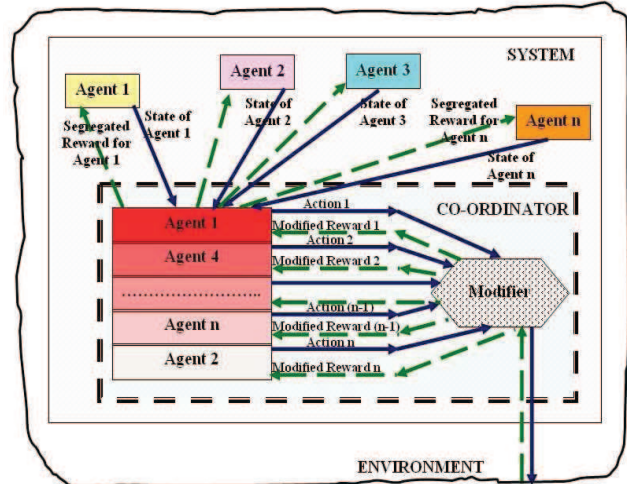 SYSTEM
Agent 1
Agent 2
Agent 3
Agent n
Segregated
Reward for
Agent 1
State of
Agent 1
State of
Agent 2
State of
Agent 3
Segregated
Reward for
Agent n
State of
Agent n
CO-ORDINATOR
Agent 1
Agent 4
............................
Agent n
Agent 2
Action 1
Modified Reward 1
Action 2
Modified Reward 2
Action (n-1)
Modified Reward (n-1)
Action n
Modified Reward n
Modifier
ENVIRONMENT